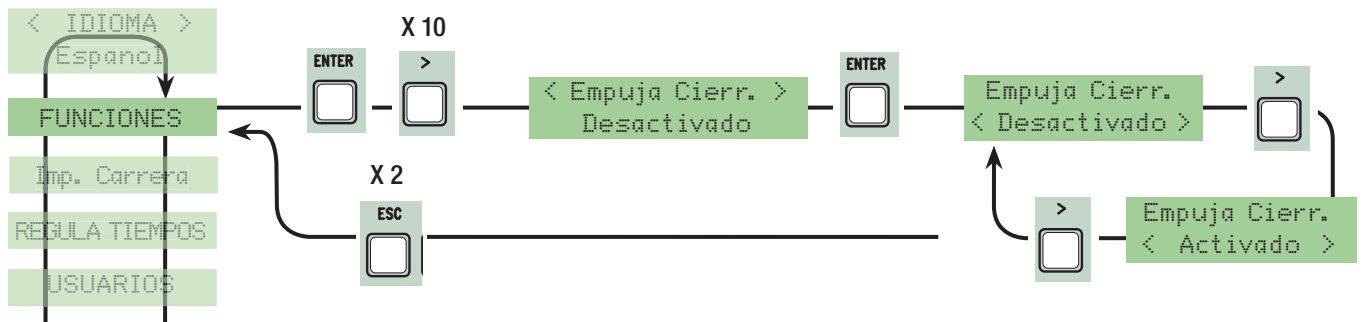 < IDIOMA >
Espanol
FUNCIONES
Imp. Carrera
REGULA TIEMPOS
USUARIOS
ENTER
X 10
>
< Empuja Cierr. >
Desactivado
ENTER
Empuja Cierr.
< Desactivado >
>
X 2
ESC
>
Empuja Cierr.
< Activado >